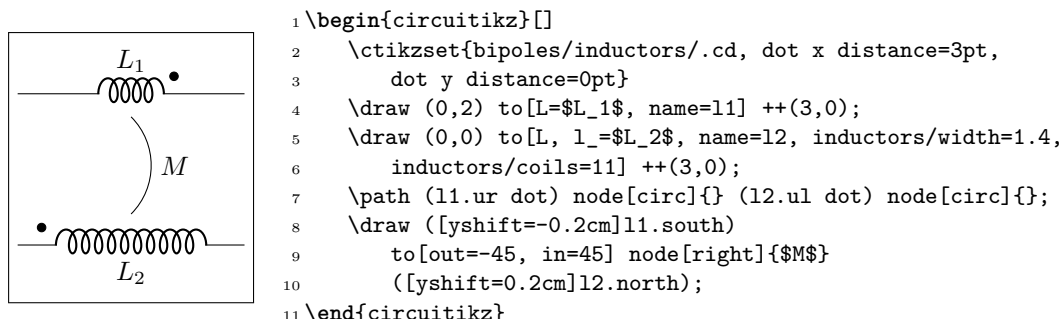 L1
M
L2
1 \begin{circuitikz}[]
2 \ctikzset{bipoles/inductors/.cd, dot x distance=3pt,
3 dot y distance=0pt}
4 \draw (0,2) to[L=$L_1$, name=l1] ++(3,0);
5 \draw (0,0) to[L, l_=$L_2$, name=l2, inductors/width=1.4,
6 inductors/coils=11] ++(3,0);
7 \path (l1.ur dot) node[circ]{} (l2.ul dot) node[circ]{};
8 \draw ([yshift=-0.2cm]l1.south)
9 to[out=-45, in=45] node[right]{$M$}
10 ([yshift=0.2cm]l2.north);
11 \end{circuitikz}